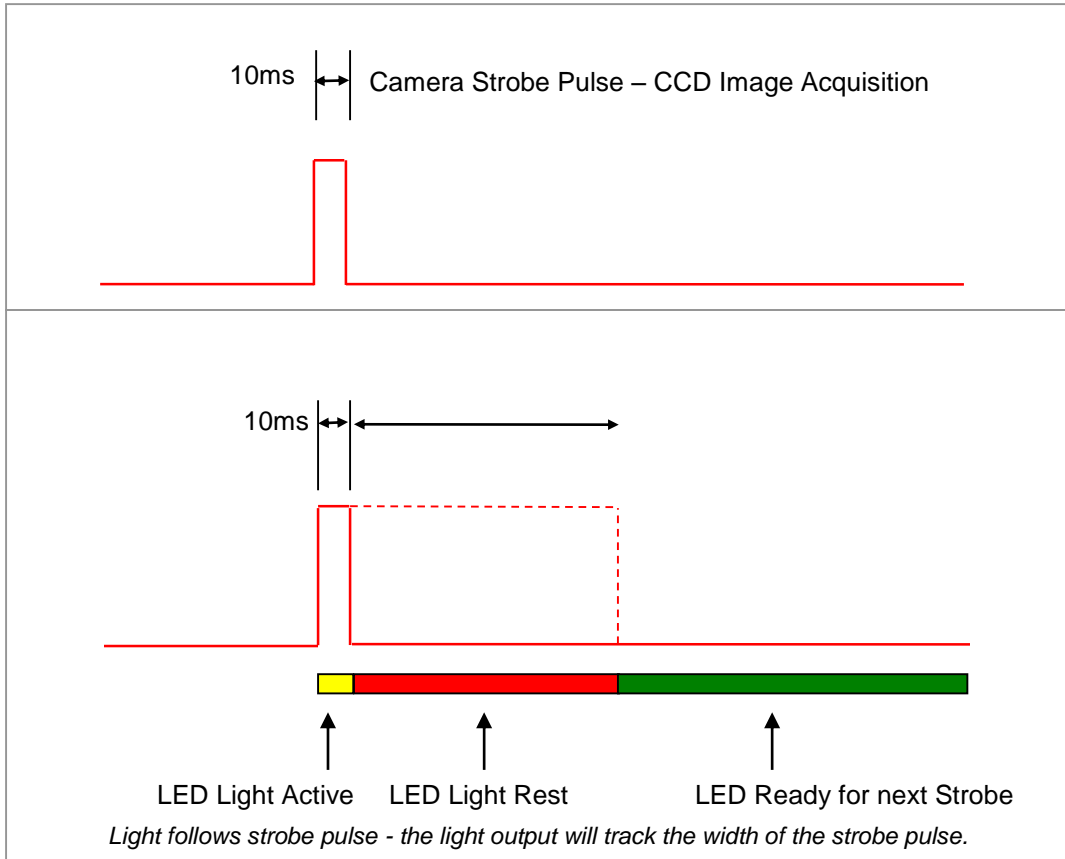 10ms Camera Strobe Pulse – CCD Image Acquisition
10ms
LED Light Active LED Light Rest LED Ready for next Strobe
Light follows strobe pulse - the light output will track the width of the strobe pulse.